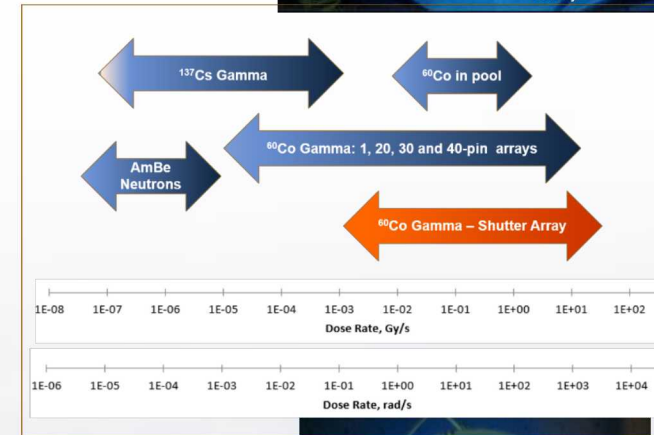 ¹³⁷Cs Gamma
⁶⁰Co in pool
⁶⁰Co Gamma: 1, 20, 30 and 40-pin arrays
AmBe
Neutrons
⁶⁰Co Gamma – Shutter Array
1E-08 1E-07 1E-06 1E-05 1E-04 1E-03 1E-02 1E-01 1E+00 1E+01 1E+02
Dose Rate, Gy/s
1E-06 1E-05 1E-04 1E-03 1E-02 1E-01 1E+00 1E+01 1E+02 1E+03 1E+04
Dose Rate, rad/s